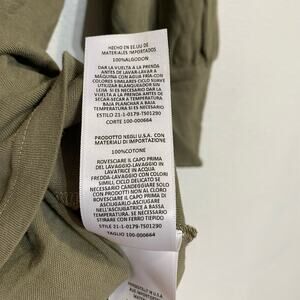 HECHO EN EE.UU DE
MATERIALES IMPORTADOS
100%ALGODON
DAR LA VUELTA A LA PRENDA
ANTES DE LAVAR-LAVAR A
MAQUINA CON AGUA FRIA-CON
COLORES SIMILARES CICLO SUAVE
UTILIZAR BLANQUEADOR SIN
LEJIA SI ES NECESARIO DAR LA
VUELTA A LA PRENDA ANTES DE
SECAR-SECAR A TEMPERATURA
BAJA PLANCHAR A BAJA
TEMPERATURA SI ES NECESARIO
ESTILO 21-1-0179-TS01290
CORTE 100-000664
PRODOTTO NEGLI U.S.A. CON
MATERIALI DI IMPORTAZIONE
100%COTONE
ROVESCIARE IL CAPO PRIMA
DEL LAVAGGIO-LAVAGGIO IN
LAVATRICE IN ACQUA
FREDDA-LAVAGGIO CON COLORI
SIMILI. CICLO DELICATO SE
NECESSARIO CANDEGGIARE SOLO
CON PRODOTTI NON AL CLORO
ROVESCIARE IL CAPO PRIMA DI
ASCIUGARLO-ASCIUGARE
NELL'ASCIUGATRICE A BASSA
TEMPERATURA. SE NECESSARIO
STIRARE CON FERRO TIEPIDO
STILE 21-1-0179-TS01290
TAGLIO 100-000664